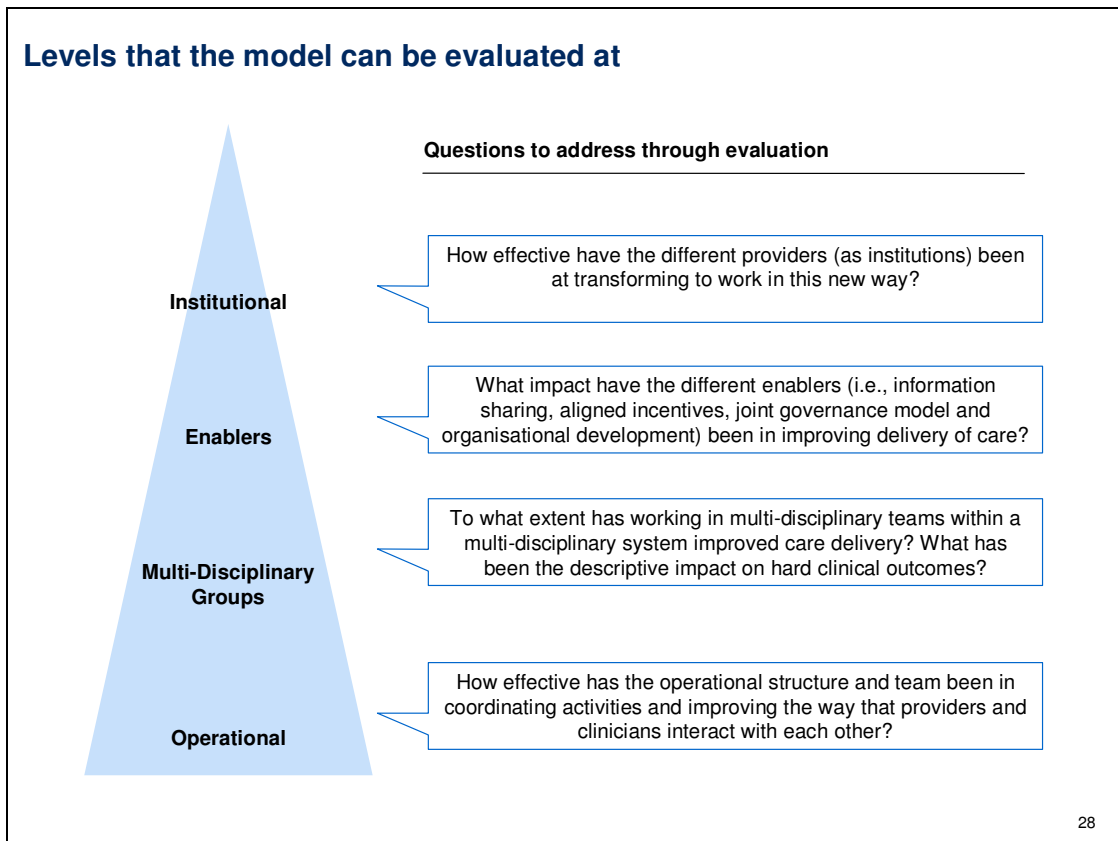 Levels that the model can be evaluated at
Questions to address through evaluation
Institutional
How effective have the different providers (as institutions) been
at transforming to work in this new way?
Enablers
What impact have the different enablers (i.e., information
sharing, aligned incentives, joint governance model and
organisational development) been in improving delivery of care?
Multi-Disciplinary
Groups
To what extent has working in multi-disciplinary teams within a
multi-disciplinary system improved care delivery? What has
been the descriptive impact on hard clinical outcomes?
Operational
How effective has the operational structure and team been in
coordinating activities and improving the way that providers and
clinicians interact with each other?
28